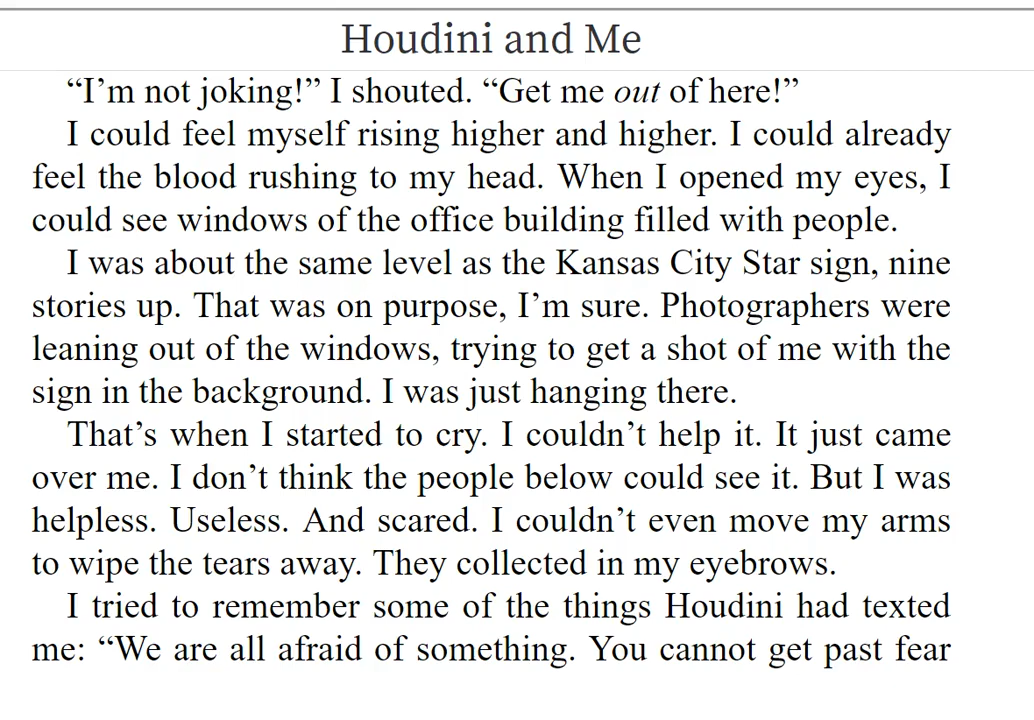 Houdini and Me
“I’m not joking!” I shouted. “Get me out of here!”
I could feel myself rising higher and higher. I could already
feel the blood rushing to my head. When I opened my eyes, I
could see windows of the office building filled with people.
I was about the same level as the Kansas City Star sign, nine
stories up. That was on purpose, I’m sure. Photographers were
leaning out of the windows, trying to get a shot of me with the
sign in the background. I was just hanging there.
That’s when I started to cry. I couldn’t help it. It just came
over me. I don’t think the people below could see it. But I was
helpless. Useless. And scared. I couldn’t even move my arms
to wipe the tears away. They collected in my eyebrows.
I tried to remember some of the things Houdini had texted
me: “We are all afraid of something. You cannot get past fear